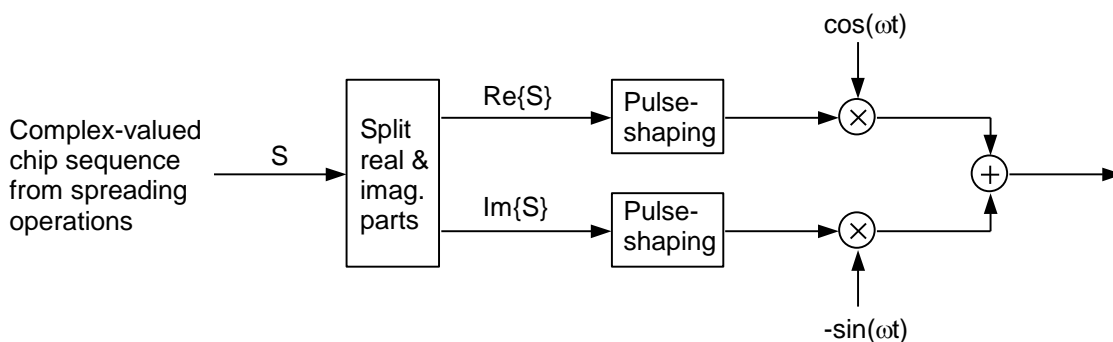 cos(ωt)
Complex-valued
chip sequence
from spreading
operations
S
Split
real &
imag.
parts
Re{S}
Im{S}
Pulse-
shaping
Pulse-
shaping
×
×
+
-sin(ωt)